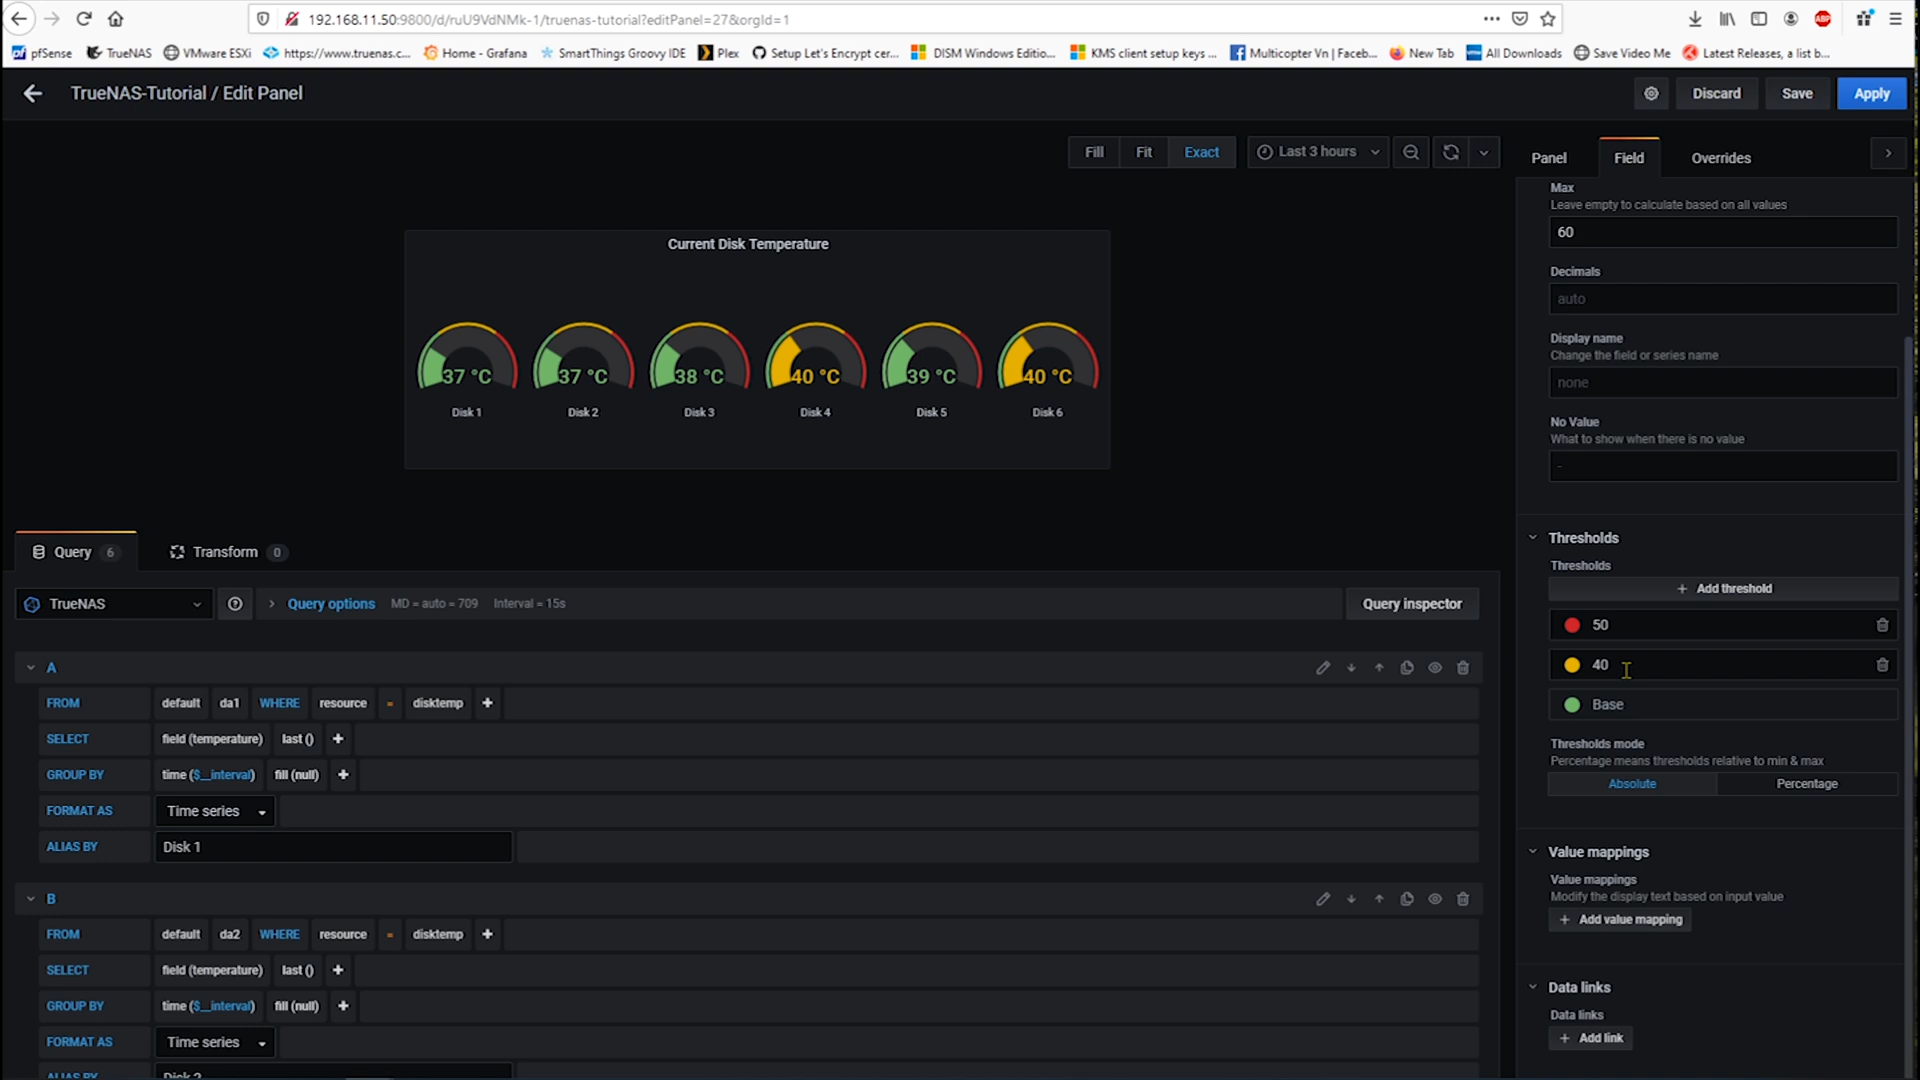 192.168.11.50:9800/d/ruU9VdNMk-1/truenas-tutorial?editPanel=27&orgId=1
ABP
pfSense TrueNAS VMware ESXi https://www.truenas.c... Home - Grafana SmartThings Groovy IDE Plex Setup Let's Encrypt cer... DISM Windows Editio... KMS client setup keys ... Multicopter Vn | Faceb... New Tab All Downloads Save Video Me Latest Releases, a list b...
TrueNAS-Tutorial / Edit Panel
Discard Save Apply
Fill Fit Exact Last 3 hours
Panel Field Overrides
Max
Leave empty to calculate based on all values
60
Decimals
auto
Display name
Change the field or series name
none
No Value
What to show when there is no value
-
Current Disk Temperature
37 °C 37 °C 38 °C 40 °C 39 °C 40 °C
Disk 1 Disk 2 Disk 3 Disk 4 Disk 5 Disk 6
Thresholds
Thresholds
+ Add threshold
50
40
Base
Thresholds mode
Percentage means thresholds relative to min & max
Absolute Percentage
Value mappings
Value mappings
Modify the display text based on input value
+ Add value mapping
Data links
Data links
+ Add link
Query 6 Transform 0
TrueNAS Query options MD = auto = 709 Interval = 15s Query inspector
A
FROM default da1 WHERE resource = disktemp +
SELECT field (temperature) last () +
GROUP BY time ($__interval) fill (null) +
FORMAT AS Time series
ALIAS BY Disk 1
B
FROM default da2 WHERE resource = disktemp +
SELECT field (temperature) last () +
GROUP BY time ($__interval) fill (null) +
FORMAT AS Time series
ALIAS BY Disk 2